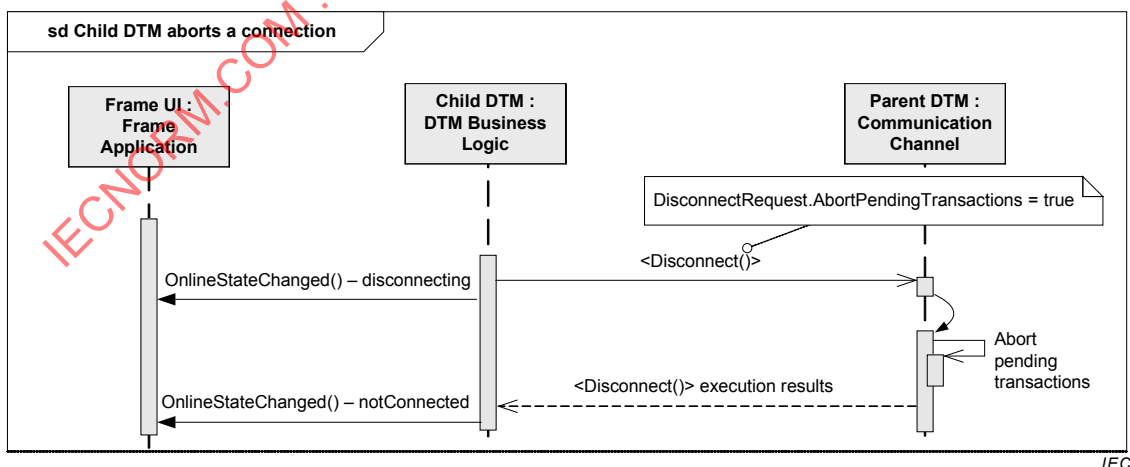 sd Child DTM aborts a connection
IECNORM.COM :
Frame UI :
Frame
Application
Child DTM :
DTM Business
Logic
Parent DTM :
Communication
Channel
DisconnectRequest.AbortPendingTransactions = true
<Disconnect()>
OnlineStateChanged() – disconnecting
Abort
pending
transactions
<Disconnect()> execution results
OnlineStateChanged() – notConnected
IEC